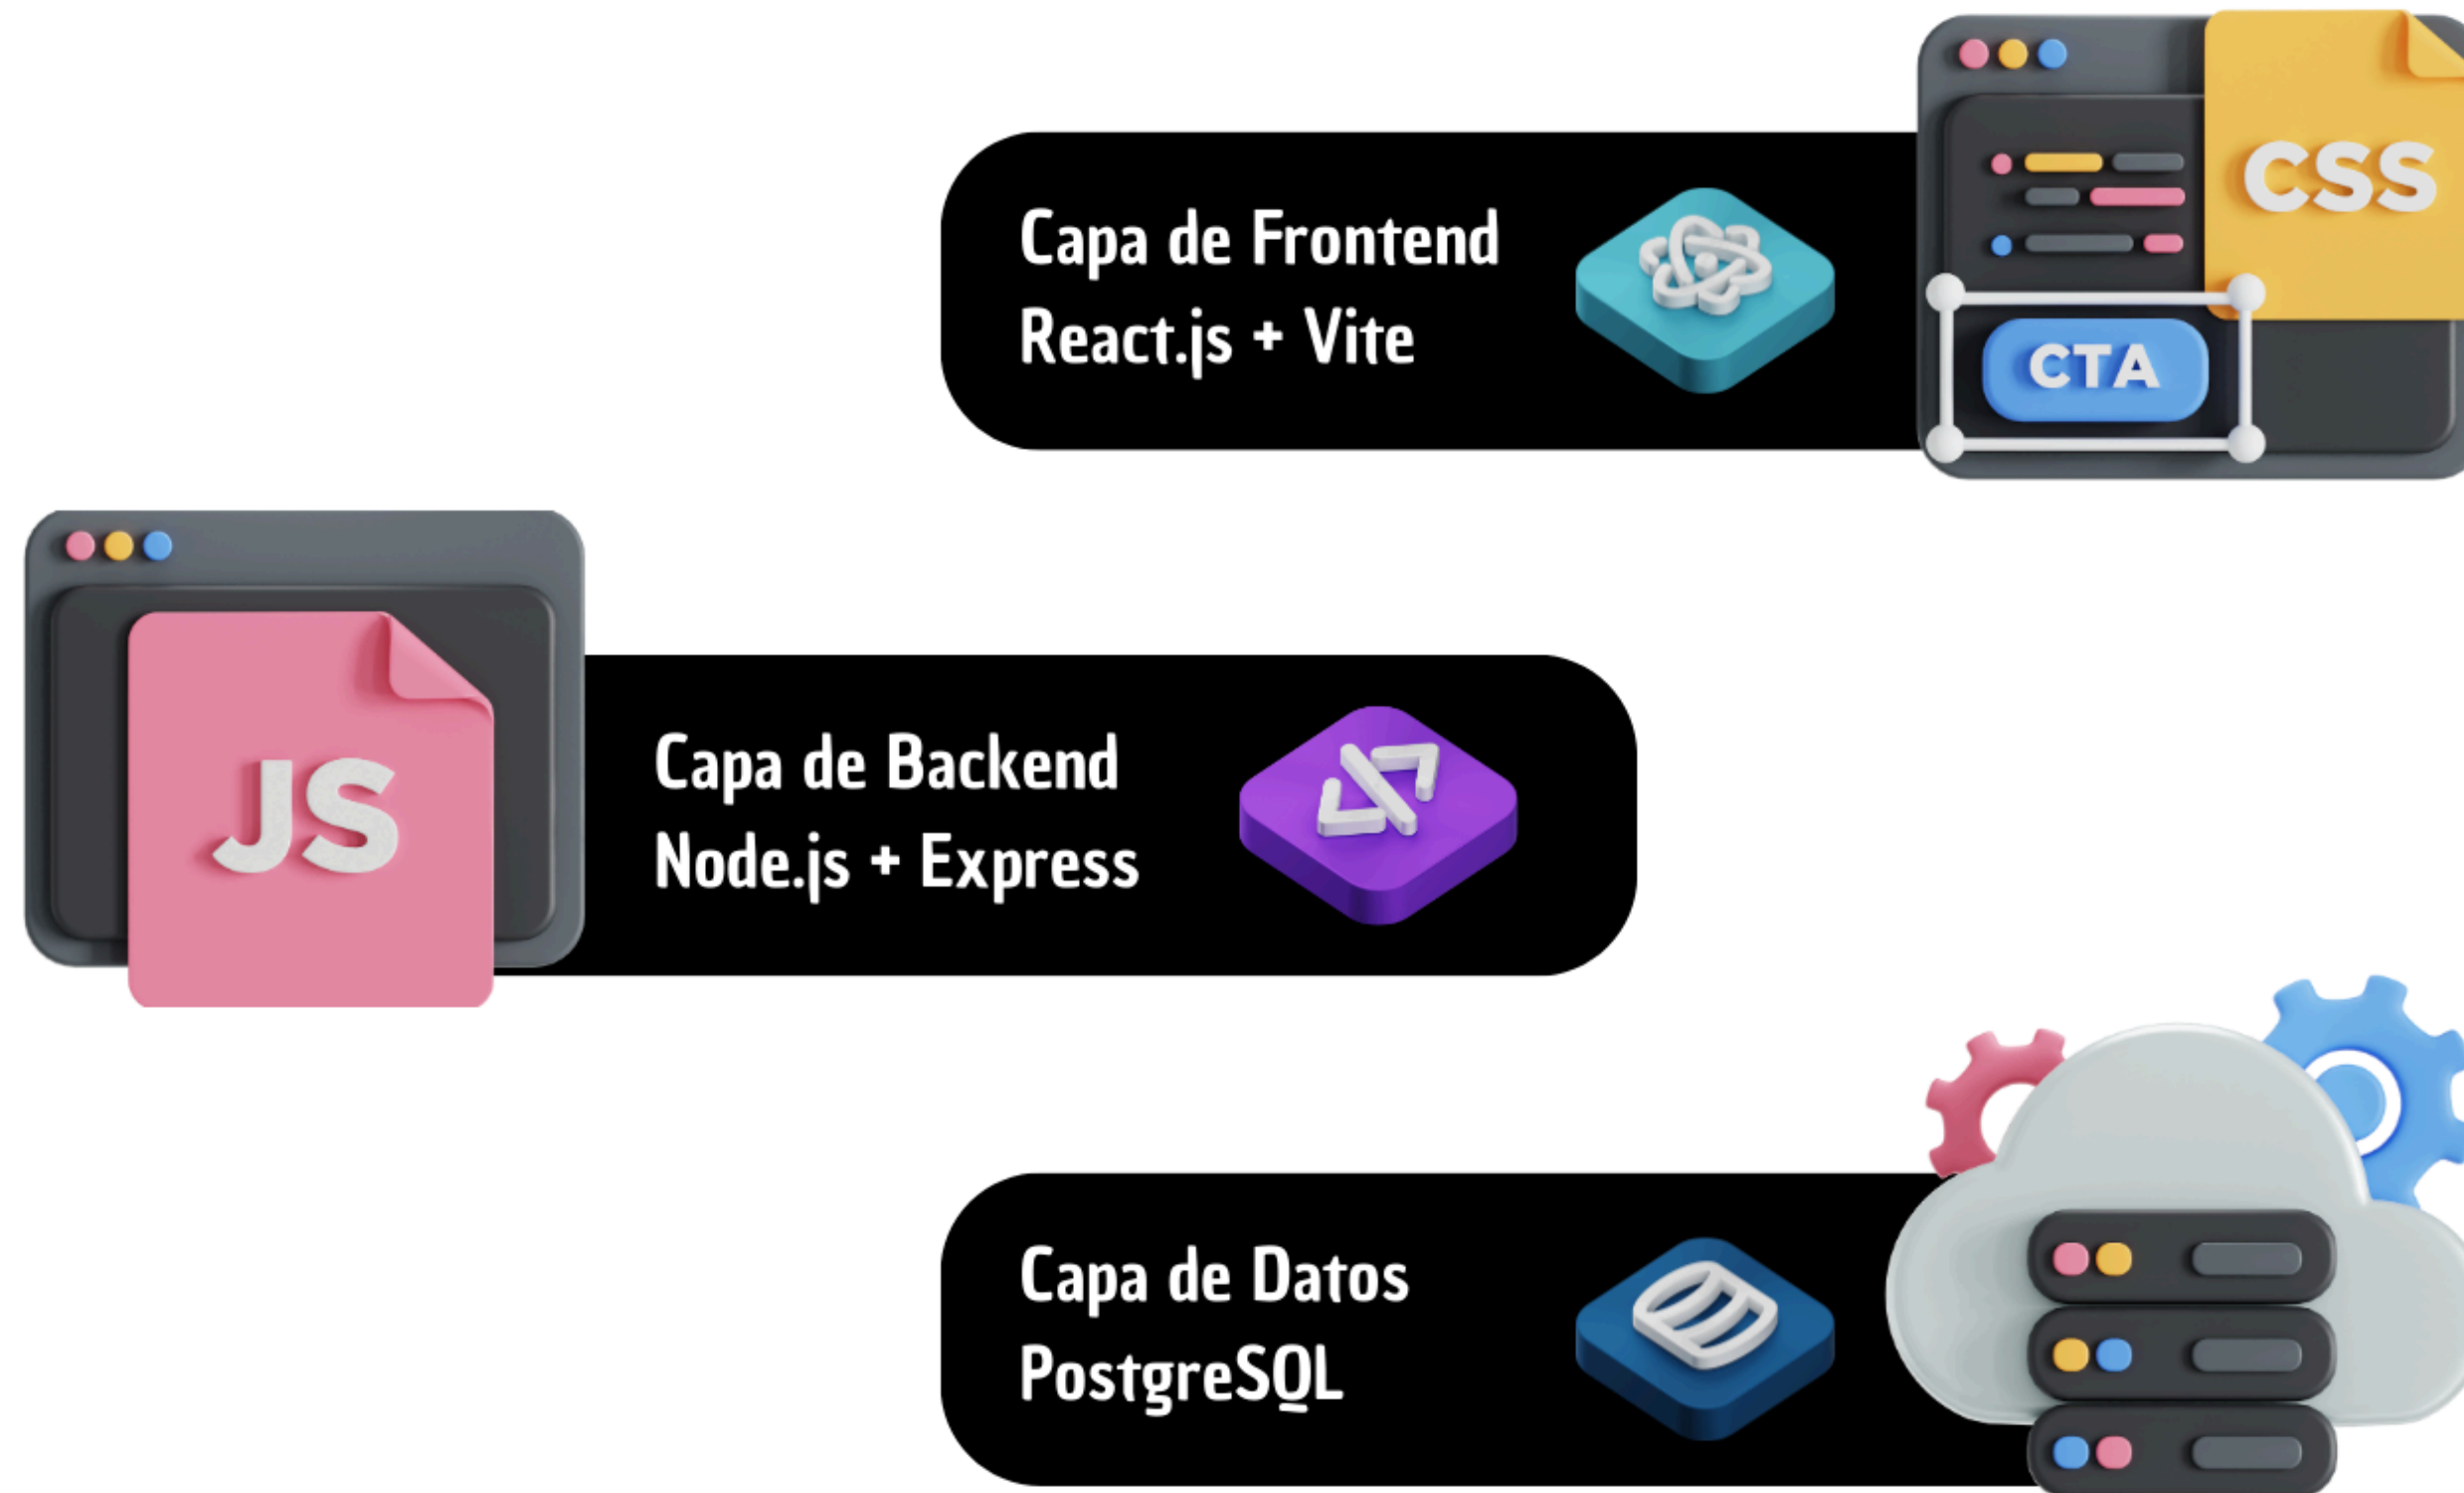 Capa de Frontend
React.js + Vite
CSS
CTA
JS
Capa de Backend
Node.js + Express
Capa de Datos
PostgreSQL